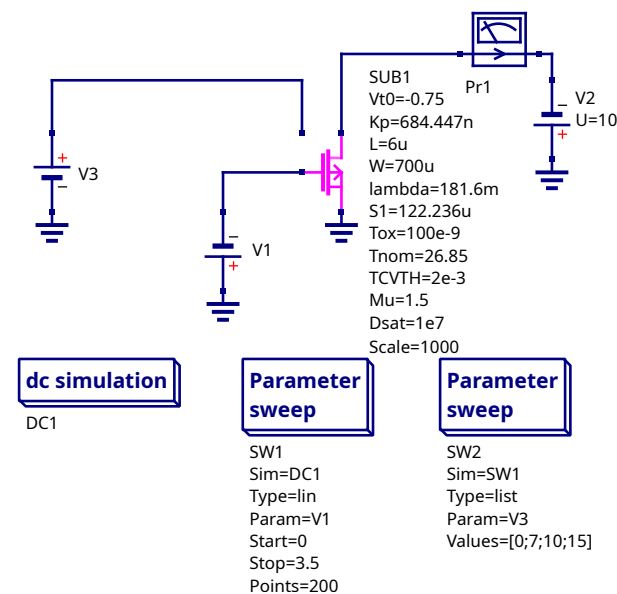 SUB1
Vt0=-0.75
Kp=684.447n
L=6u
W=700u
lambda=181.6m
S1=122.236u
Tox=100e-9
Tnom=26.85
TCVTH=2e-3
Mu=1.5
Dsat=1e7
Scale=1000
Pr1
V2
U=10
V3
V1
dc simulation
DC1
Parameter
sweep
SW1
Sim=DC1
Type=lin
Param=V1
Start=0
Stop=3.5
Points=200
Parameter
sweep
SW2
Sim=SW1
Type=list
Param=V3
Values=[0;7;10;15]